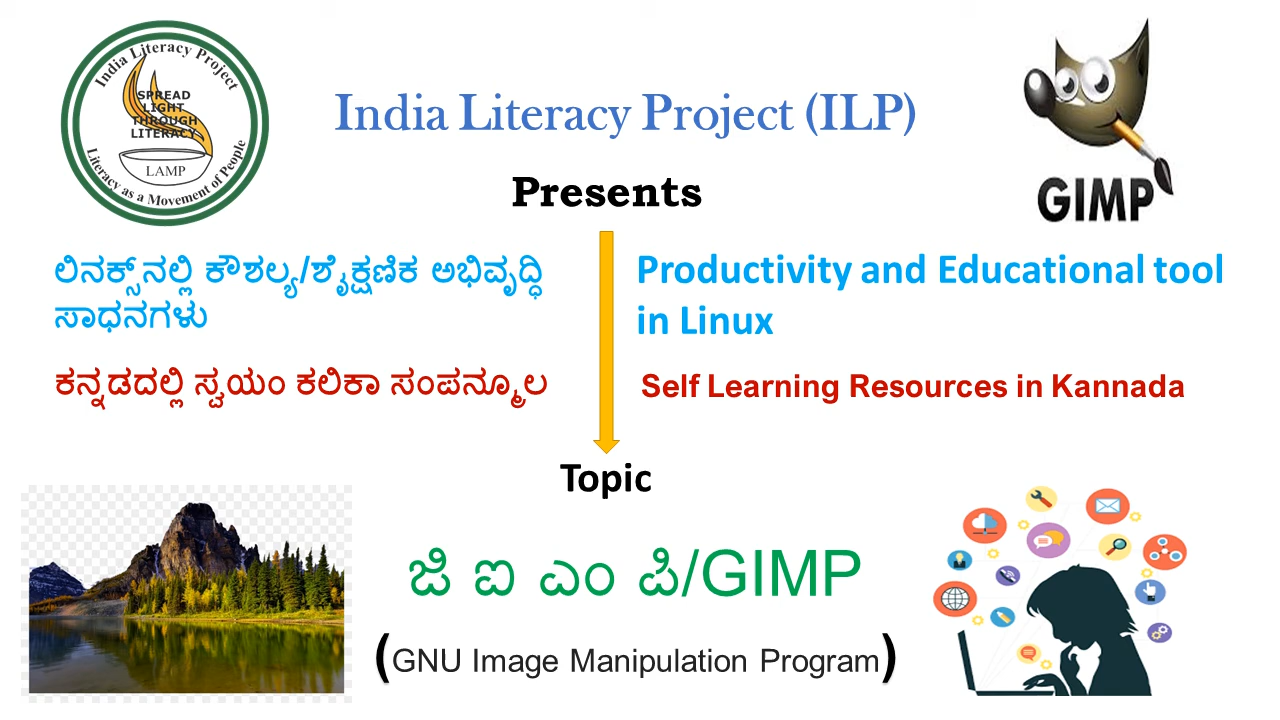 India Literacy Project
SPREAD
LIGHT
THROUGH
LITERACY
LAMP
Literacy as a Movement of People
India Literacy Project (ILP)
GIMP
Presents
ಲಿನಕ್ಸ್‌ನಲ್ಲಿ ಕೌಶಲ್ಯ/ಶೈಕ್ಷಣಿಕ ಅಭಿವೃದ್ಧಿ
ಸಾಧನಗಳು
ಕನ್ನಡದಲ್ಲಿ ಸ್ವಯಂ ಕಲಿಕಾ ಸಂಪನ್ಮೂಲ
Productivity and Educational tool
in Linux
Self Learning Resources in Kannada
Topic
ಜಿ ಐ ಎಂ ಪಿ/GIMP
(GNU Image Manipulation Program)